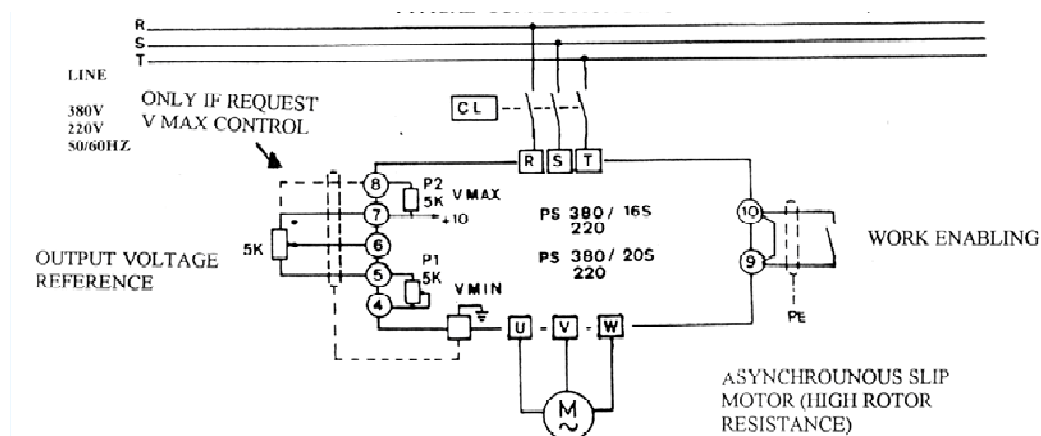 R
S
T
LINE
380V
220V
50/60HZ
ONLY IF REQUEST
V MAX CONTROL
CL
R S T
8
P2
5K
V MAX
7
+10
6
5K
OUTPUT VOLTAGE
REFERENCE
5
P1
5K
4
V MIN
PS 380/ 16S
220
PS 380/ 20S
220
10
9
WORK ENABLING
PE
U - V - W
M
~
ASYNCHROUNOUS SLIP
MOTOR (HIGH ROTOR
RESISTANCE)